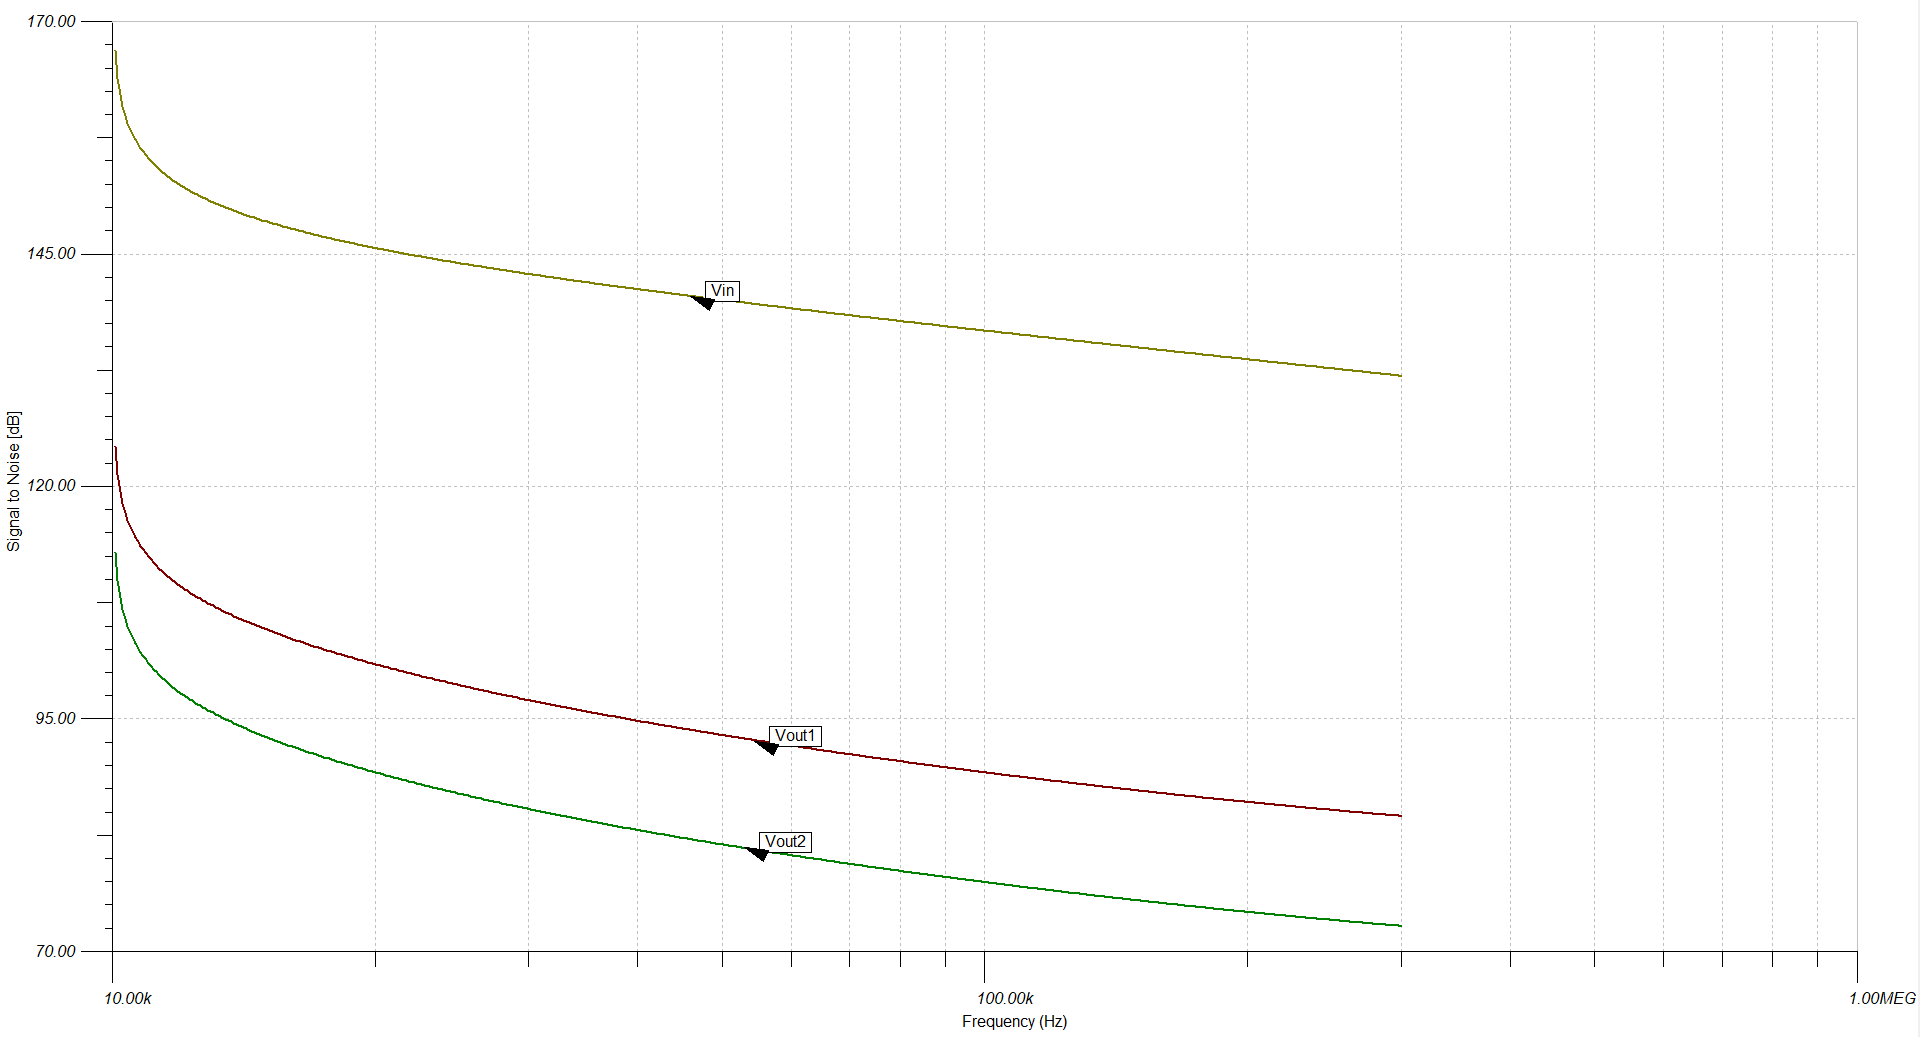 170.00
145.00
Vin
Signal to Noise [dB]
120.00
95.00
Vout1
Vout2
70.00
10.00k
100.00k
1.00MEG
Frequency (Hz)